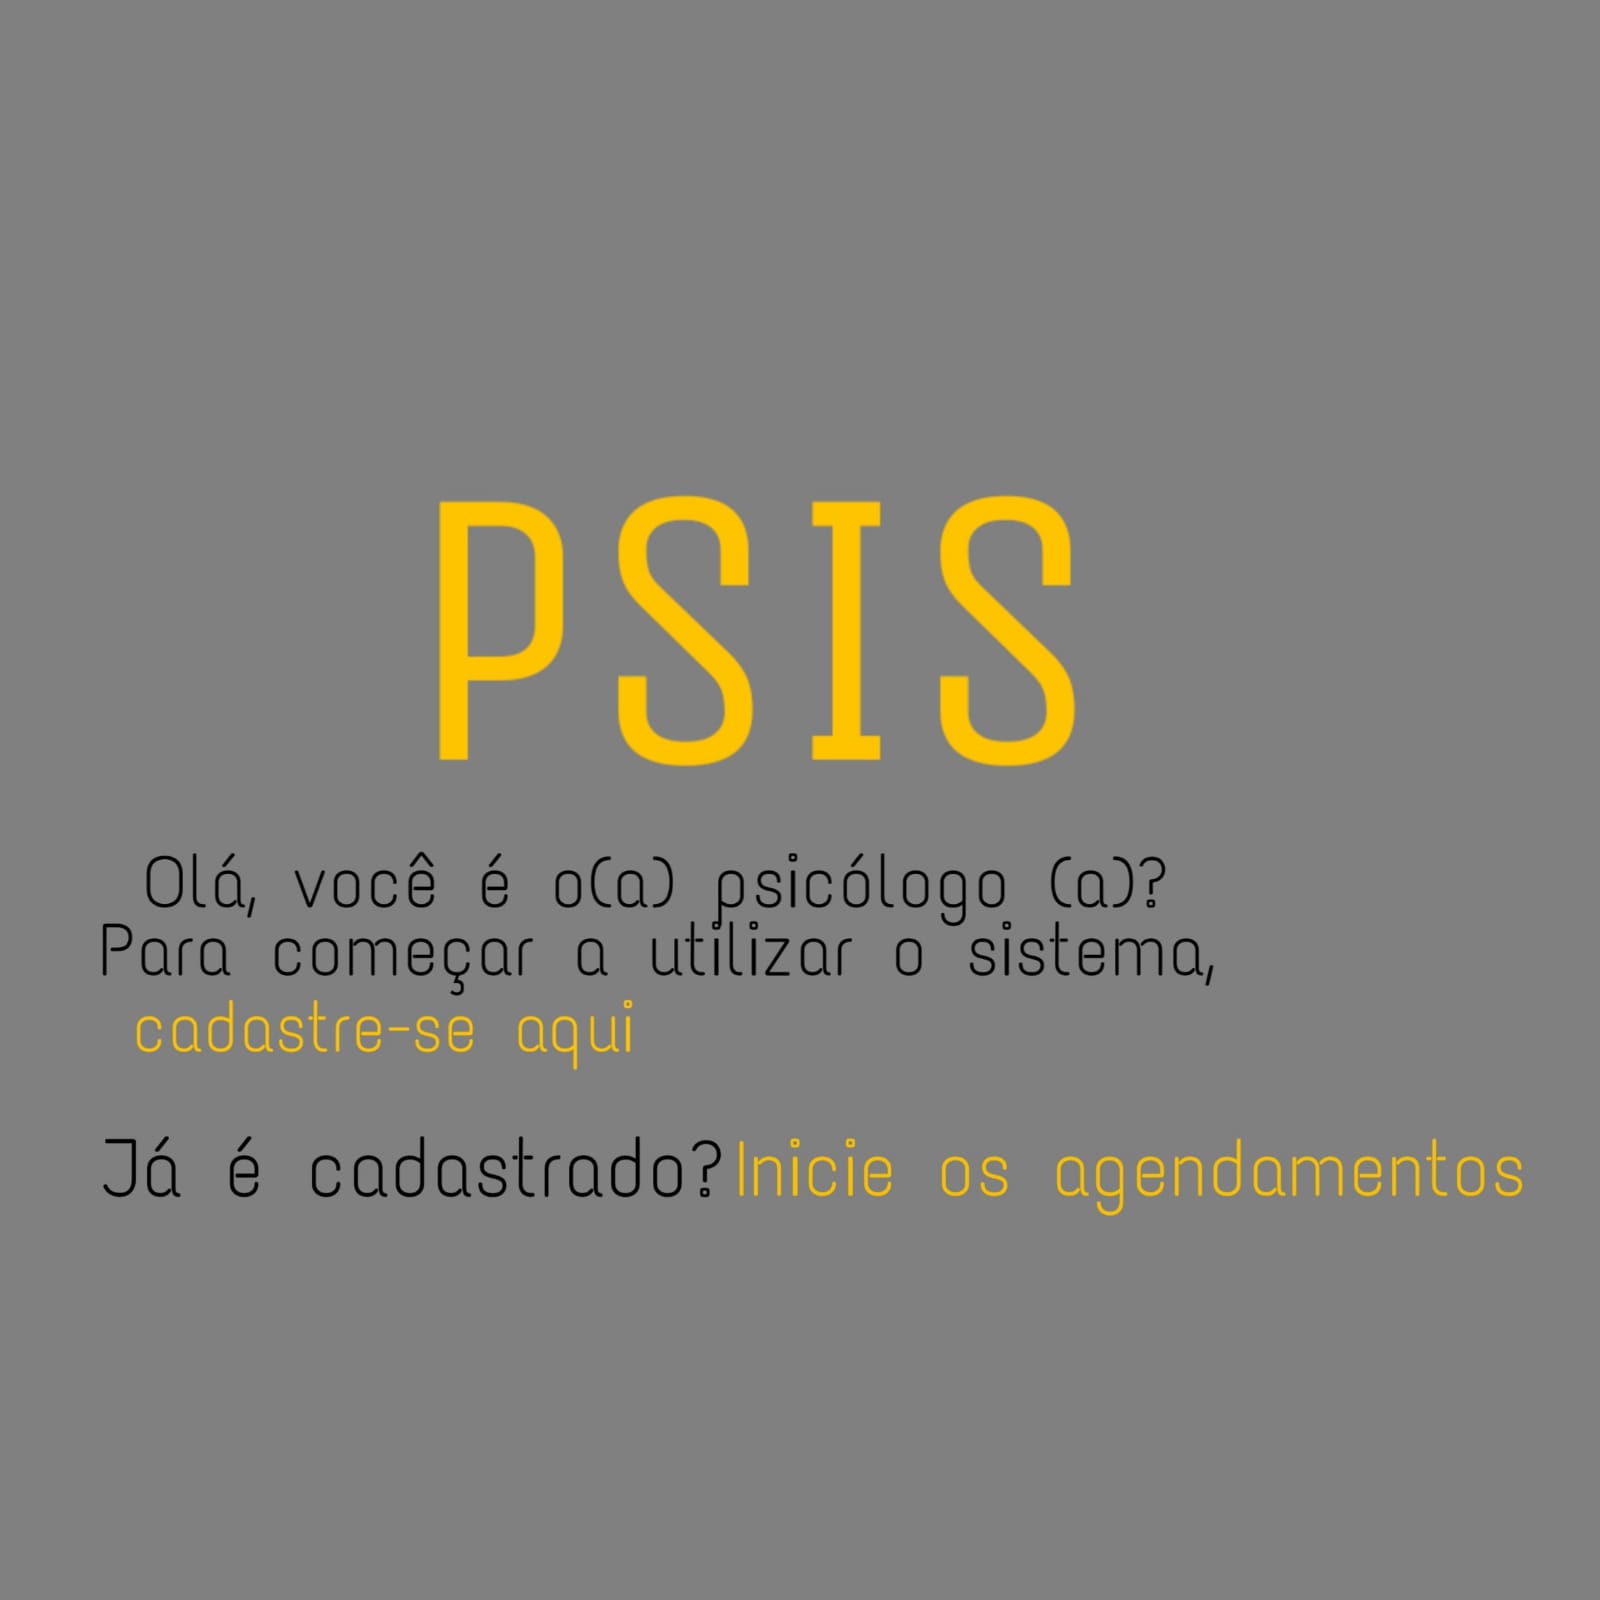 PSIS
Olá, você é o(a) psicólogo (a)?
Para começar a utilizar o sistema,
cadastre-se aqui
Já é cadastrado? Inicie os agendamentos